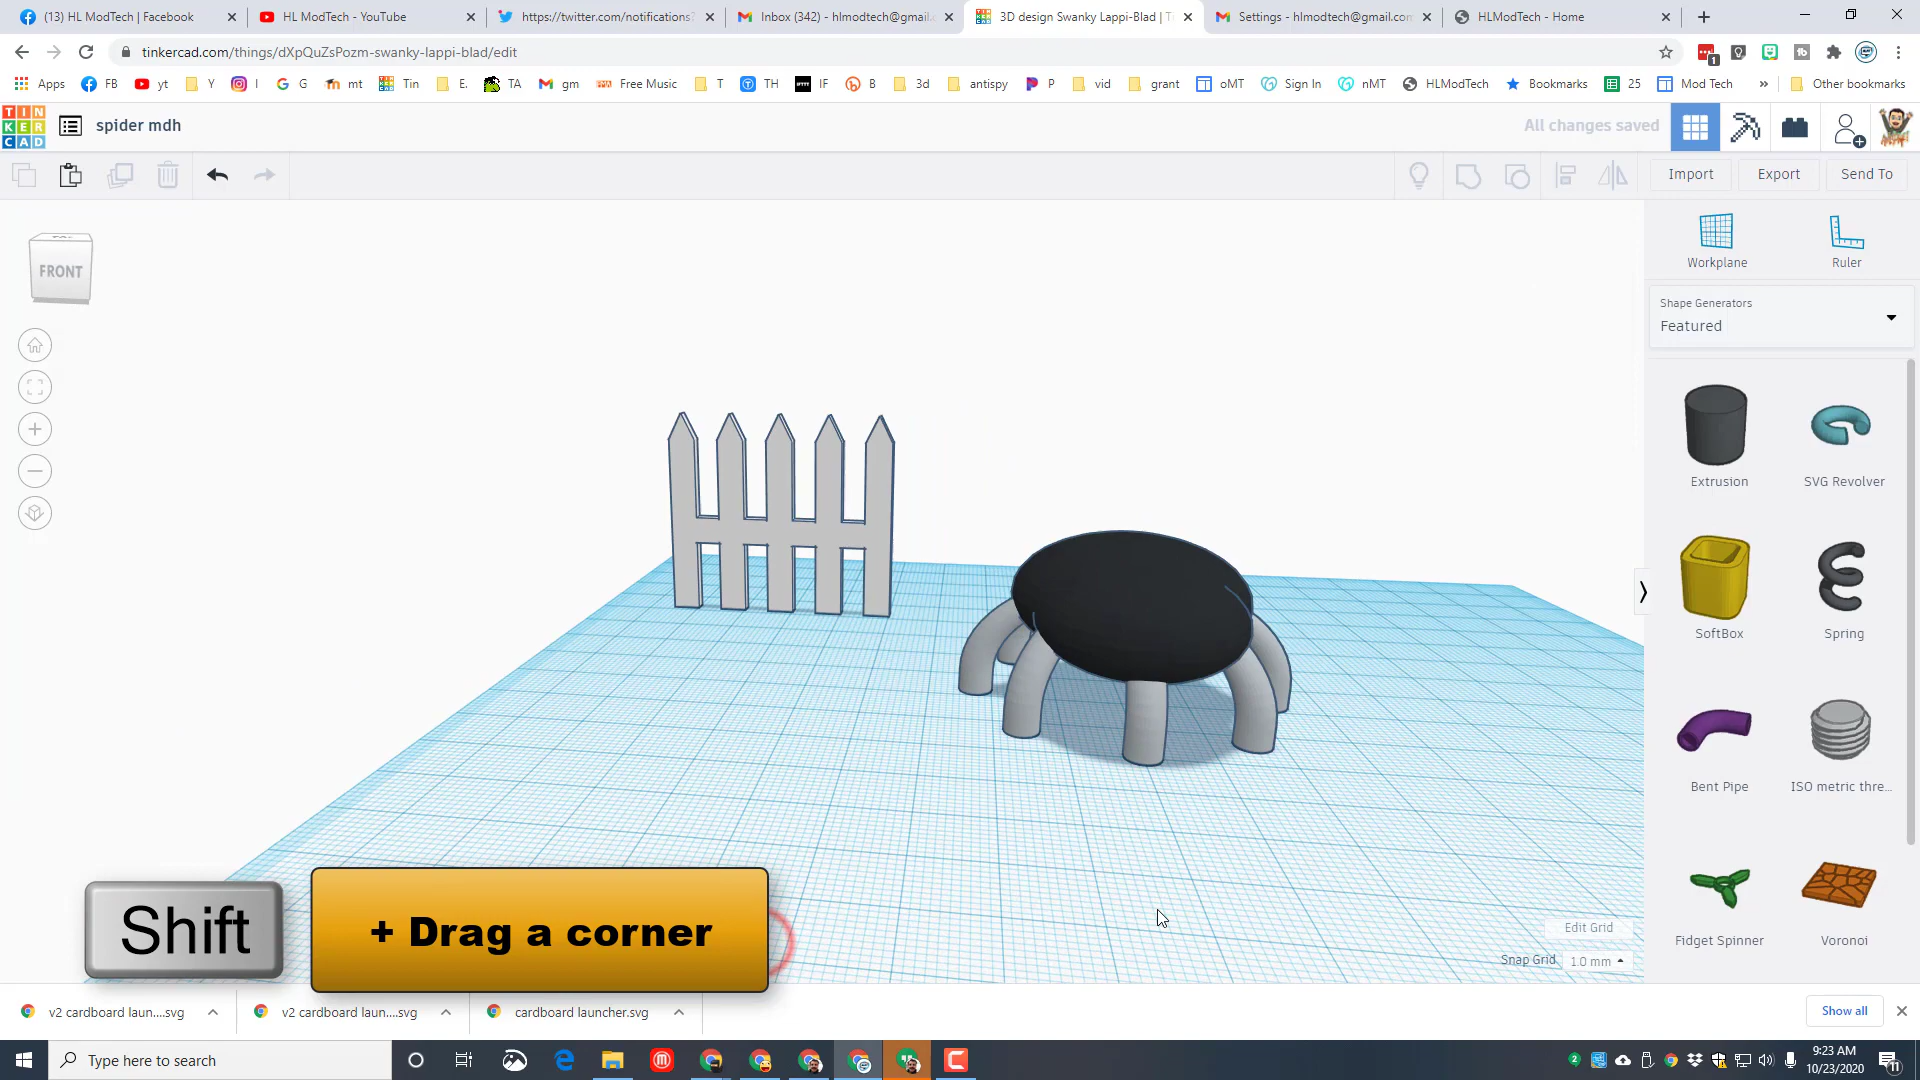 (13) HL ModTech | Facebook
HL ModTech - YouTube
https://twitter.com/notifications?
Inbox (342) - hlmodtech@gmail.c
3D design Swanky Lappi-Blad | T
Settings - hlmodtech@gmail.com
HLModTech - Home
tinkercad.com/things/dXpQuZsPozm-swanky-lappi-blad/edit
1
Apps
FB
yt
Y
I
G
mt
Tin
E.
TA
gm
Free Music
T
TH
IF
B
3d
antispy
P
vid
grant
oMT
Sign In
nMT
HLModTech
Bookmarks
25
Mod Tech
»
Other bookmarks
TIN
KER
CAD
spider mdh
All changes saved
Import
Export
Send To
FRONT
Workplane
Ruler
Shape Generators
Featured
Extrusion
SVG Revolver
SoftBox
Spring
Bent Pipe
ISO metric thre...
Fidget Spinner
Voronoi
Edit Grid
Snap Grid
1.0 mm
Shift
+ Drag a corner
v2 cardboard laun....svg
v2 cardboard laun....svg
cardboard launcher.svg
Show all
Type here to search
9:23 AM
10/23/2020
11